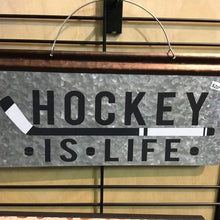 HOCKEY
• IS • LIFE •